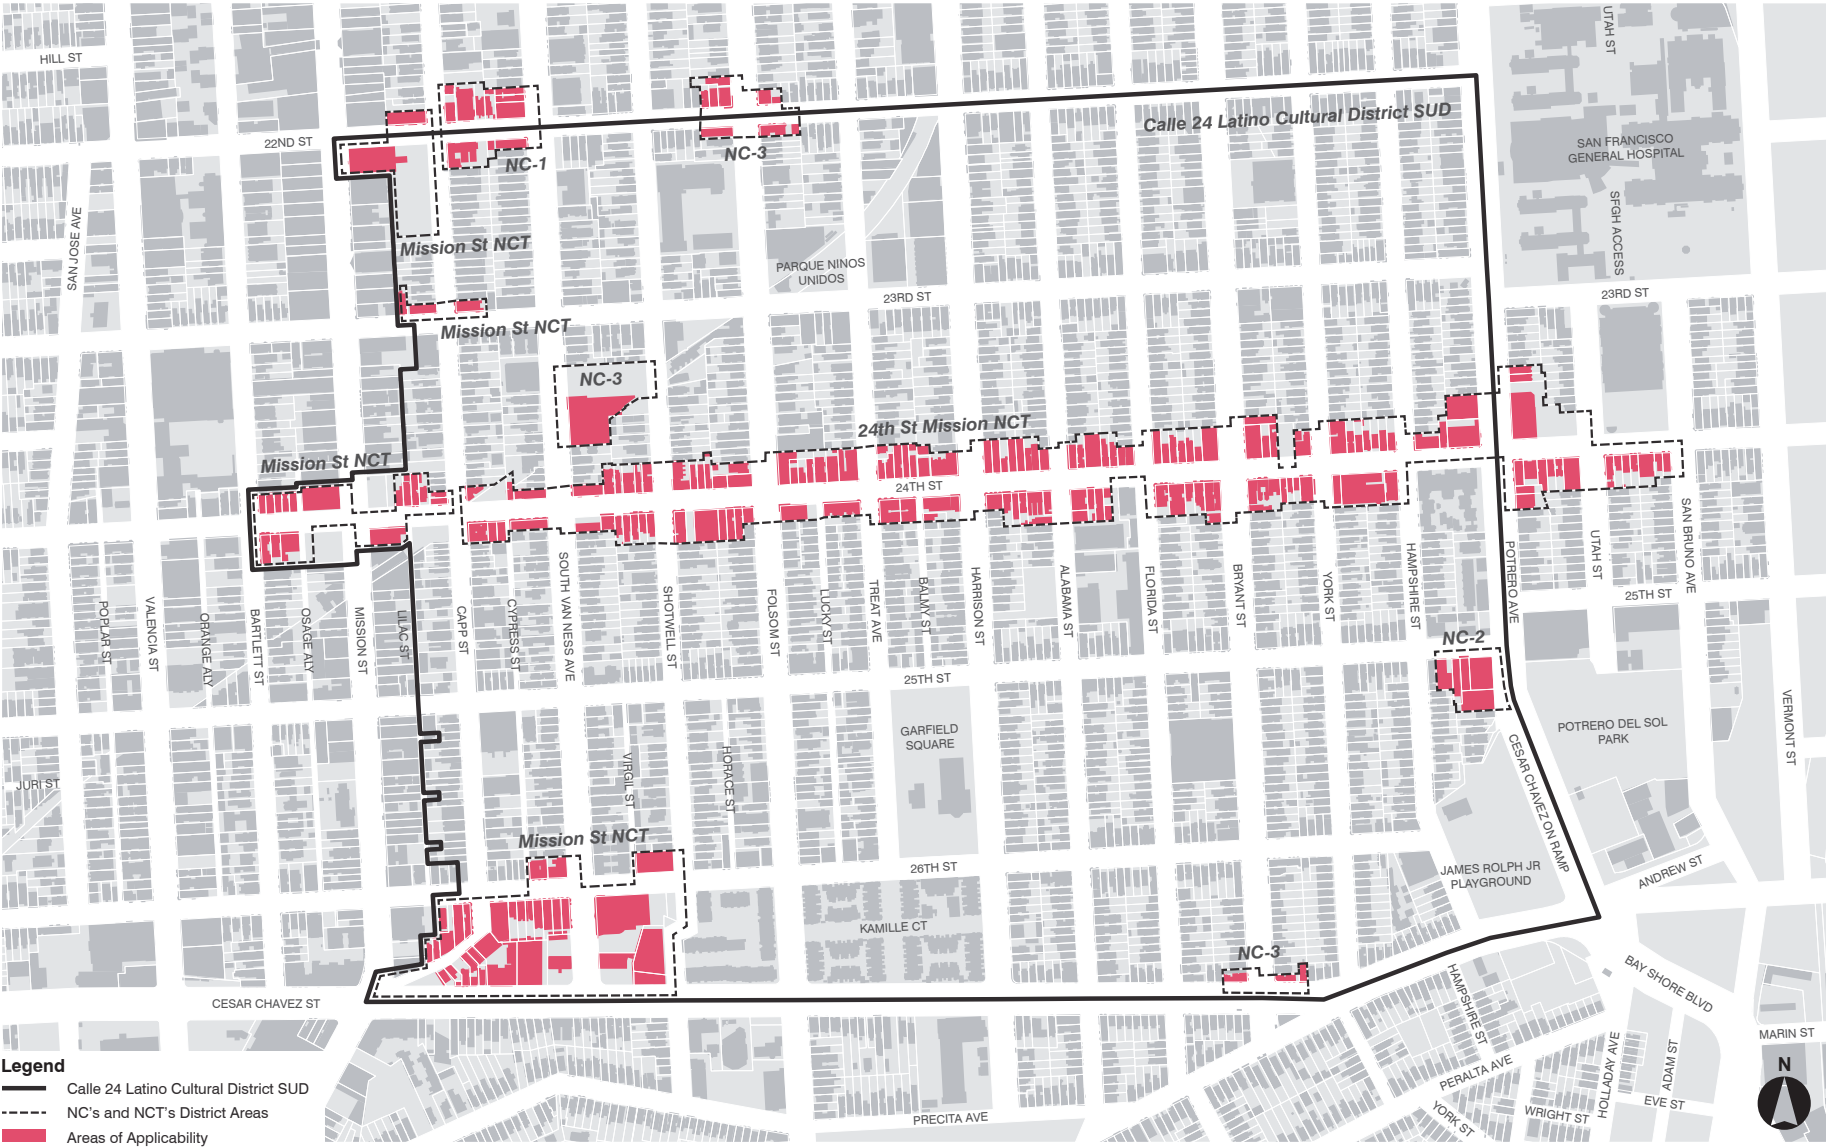 HILL ST
UTAH ST
22ND ST
Calle 24 Latino Cultural District SUD
SAN FRANCISCO
GENERAL HOSPITAL
NC-1
NC-3
SAN JOSE AVE
SFGH ACCESS
Mission St NCT
PARQUE NINOS
UNIDOS
23RD ST
23RD ST
Mission St NCT
NC-3
24th St Mission NCT
Mission St NCT
24TH ST
POPLAR ST
VALENCIA ST
ORANGE ALY
BARTLETT ST
OSAGE ALY
MISSION ST
LILAC ST
CAPP ST
CYPRESS ST
SOUTH VAN NESS AVE
SHOTWELL ST
FOLSOM ST
LUCKY ST
TREAT AVE
BALMY ST
HARRISON ST
ALABAMA ST
FLORIDA ST
BRYANT ST
YORK ST
HAMPSHIRE ST
POTRERO AVE
UTAH ST
SAN BRUNO AVE
25TH ST
NC-2
25TH ST
GARFIELD
SQUARE
POTRERO DEL SOL
PARK
VERMONT ST
CESAR CHAVEZ ON RAMP
JURI ST
VIRGIL ST
HORACE ST
Mission St NCT
26TH ST
JAMES ROLPH JR
PLAYGROUND
ANDREW ST
KAMILLE CT
NC-3
CESAR CHAVEZ ST
HAMPSHIRE ST
BAY SHORE BLVD
MARIN ST
PERALTA AVE
HOLLADAY AVE
ADAM ST
EVE ST
WRIGHT ST
YORK ST
PRECITA AVE
N
Legend
Calle 24 Latino Cultural District SUD
NC's and NCT's District Areas
Areas of Applicability